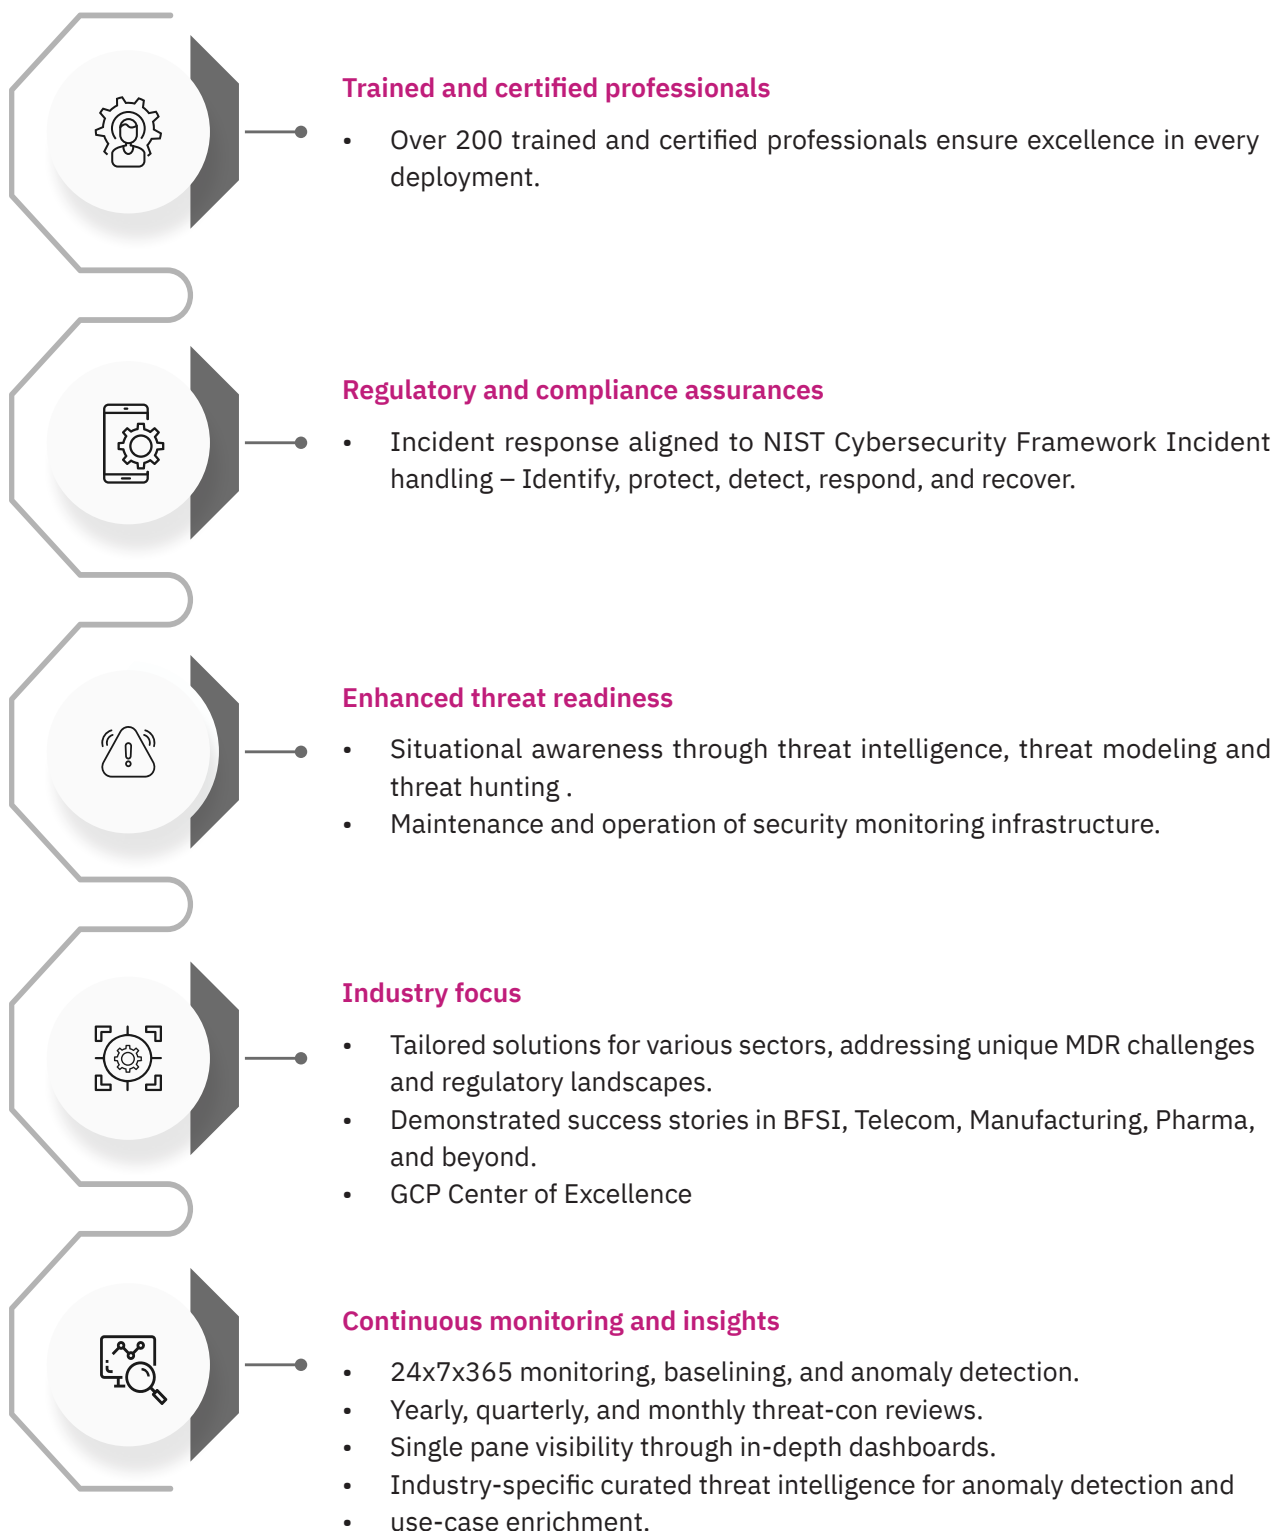 Trained and certified professionals
• Over 200 trained and certified professionals ensure excellence in every
deployment.
Regulatory and compliance assurances
• Incident response aligned to NIST Cybersecurity Framework Incident
handling – Identify, protect, detect, respond, and recover.
Enhanced threat readiness
• Situational awareness through threat intelligence, threat modeling and
threat hunting .
• Maintenance and operation of security monitoring infrastructure.
Industry focus
• Tailored solutions for various sectors, addressing unique MDR challenges
and regulatory landscapes.
• Demonstrated success stories in BFSI, Telecom, Manufacturing, Pharma,
and beyond.
• GCP Center of Excellence
Continuous monitoring and insights
• 24x7x365 monitoring, baselining, and anomaly detection.
• Yearly, quarterly, and monthly threat-con reviews.
• Single pane visibility through in-depth dashboards.
• Industry-specific curated threat intelligence for anomaly detection and
• use-case enrichment.